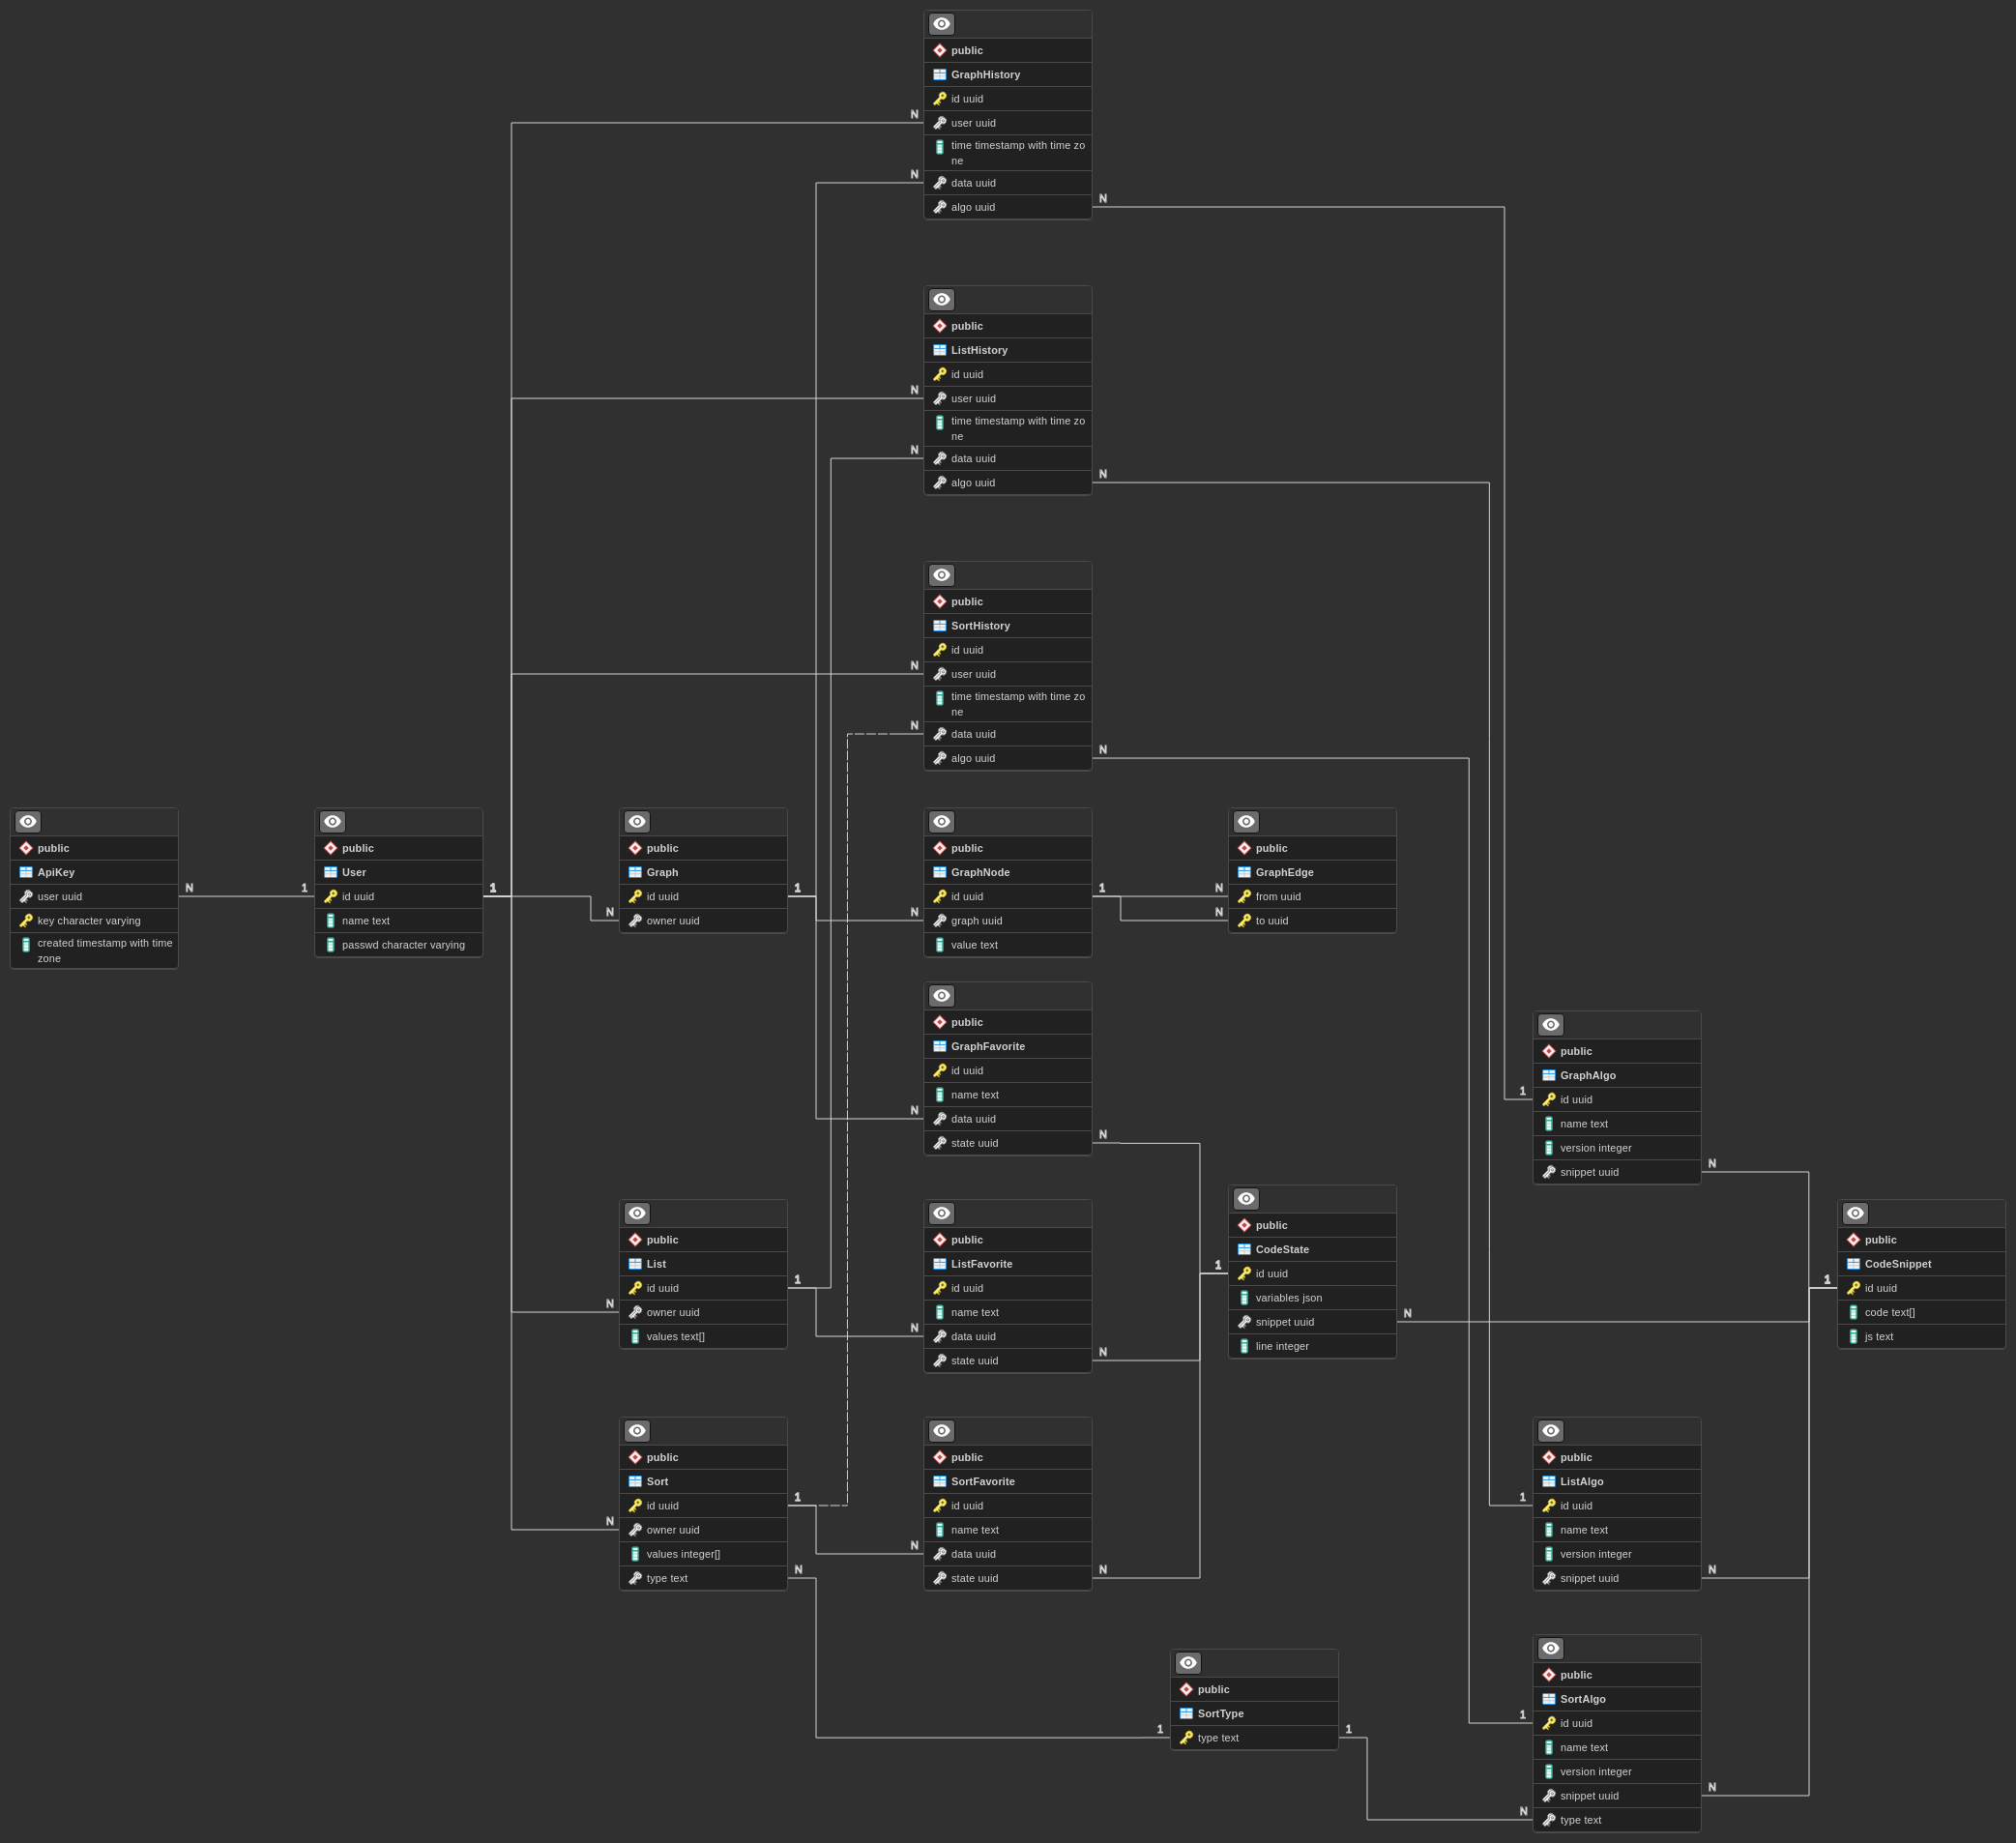 public
GraphHistory
id uuid
N
user uuid
time timestamp with time zo
ne
N
data uuid
N
algo uuid
public
ListHistory
id uuid
N
user uuid
time timestamp with time zo
ne
N
data uuid
N
algo uuid
public
SortHistory
id uuid
N
user uuid
time timestamp with time zo
ne
N
data uuid
N
algo uuid
public
ApiKey
N
user uuid
key character varying
created timestamp with time
zone
public
User
1
id uuid
1
name text
passwd character varying
public
Graph
id uuid
1
N
owner uuid
public
GraphNode
id uuid
1
N
graph uuid
value text
public
GraphEdge
N
from uuid
N
to uuid
public
GraphFavorite
id uuid
name text
N
data uuid
N
state uuid
public
GraphAlgo
1
id uuid
name text
version integer
N
snippet uuid
public
List
id uuid
1
N
owner uuid
values text[]
public
ListFavorite
id uuid
name text
N
data uuid
N
state uuid
public
CodeState
1
id uuid
variables json
N
snippet uuid
line integer
public
CodeSnippet
1
id uuid
code text[]
js text
public
Sort
id uuid
1
N
owner uuid
values integer[]
N
type text
public
SortFavorite
id uuid
name text
N
data uuid
N
state uuid
public
ListAlgo
1
id uuid
name text
version integer
N
snippet uuid
public
SortType
1
type text
1
public
SortAlgo
1
id uuid
name text
version integer
N
snippet uuid
N
type text